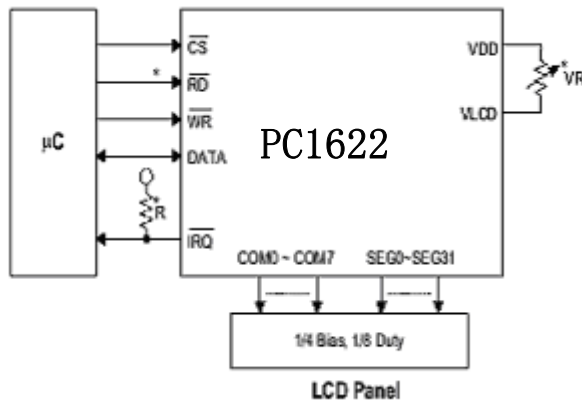 μC
CS
* RD
WR
DATA
* R
IRQ
PC1622
VDD
* VR
VLCD
COM0 ~ COM7 SEG0~SEG31
1/4 Bias, 1/8 Duty
LCD Panel